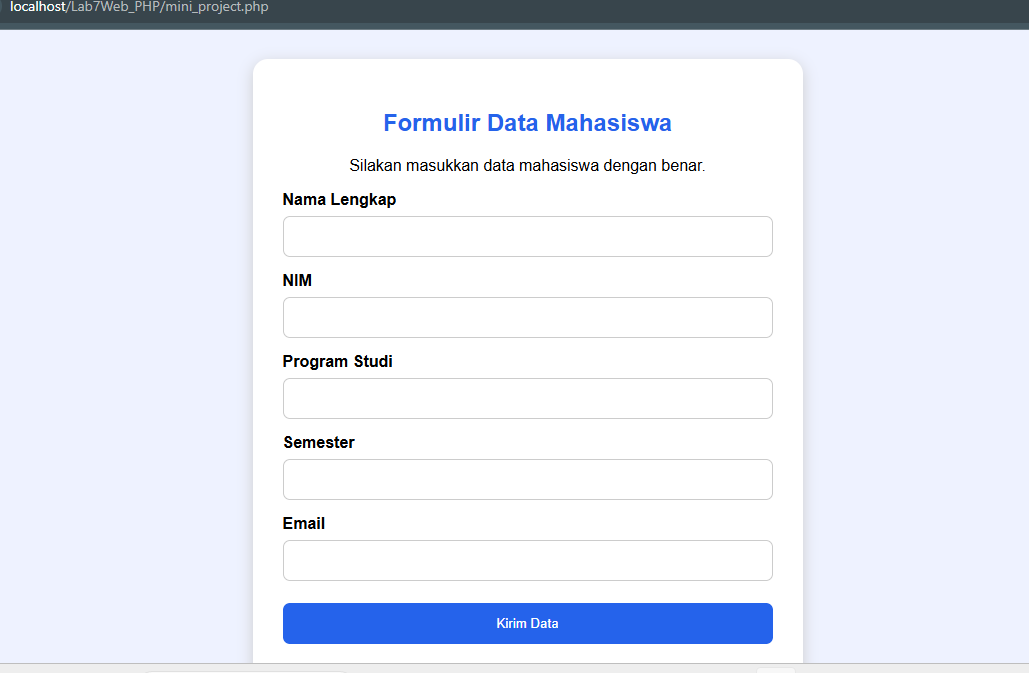 localhost/Lab7Web_PHP/mini_project.php
Formulir Data Mahasiswa
Silakan masukkan data mahasiswa dengan benar.
Nama Lengkap
NIM
Program Studi
Semester
Email
Kirim Data